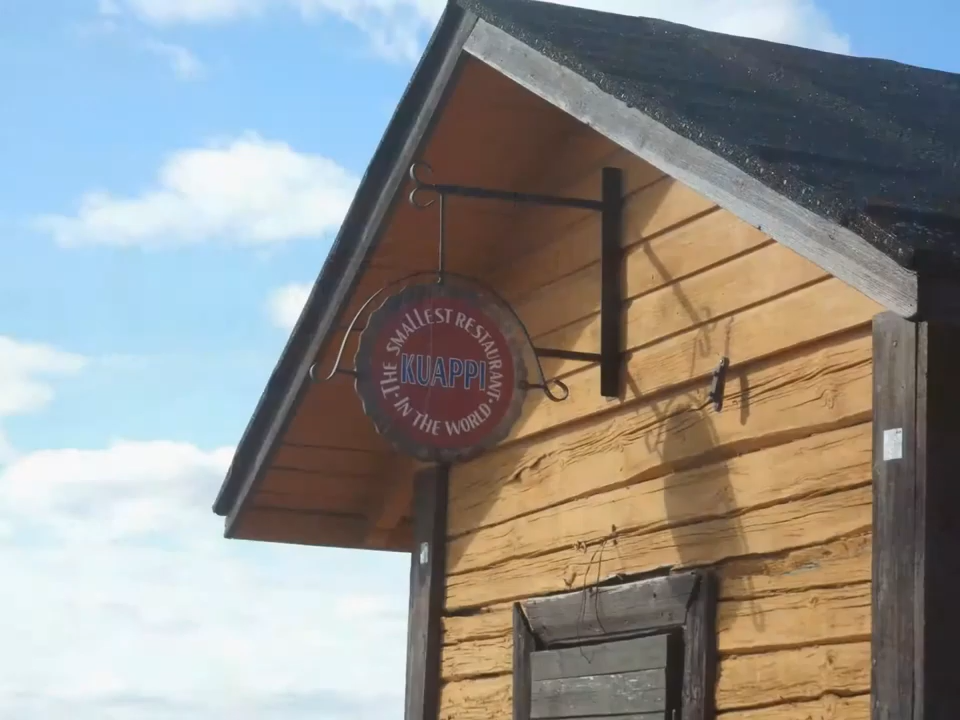 THE SMALLEST RESTAURANT
KUAPPI
· IN THE WORLD ·